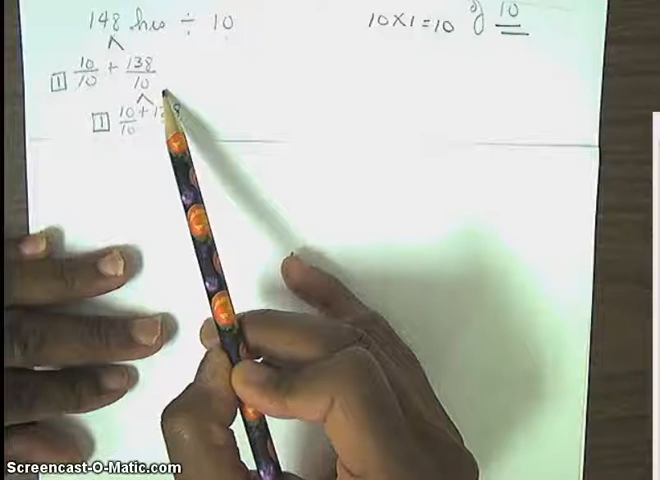 148 hrs ÷ 10
10 x 1 = 10
of 10
1 10/10 + 138/10
1 10/10 +
Screencast-O-Matic.com